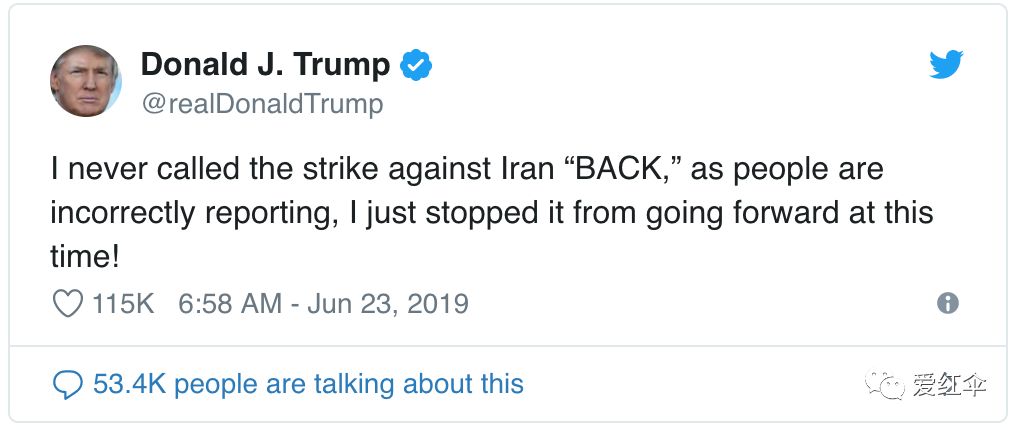 Donald J. Trump
@realDonaldTrump
I never called the strike against Iran “BACK,” as people are
incorrectly reporting, I just stopped it from going forward at this
time!
115K 6:58 AM - Jun 23, 2019
53.4K people are talking about this
爱红伞